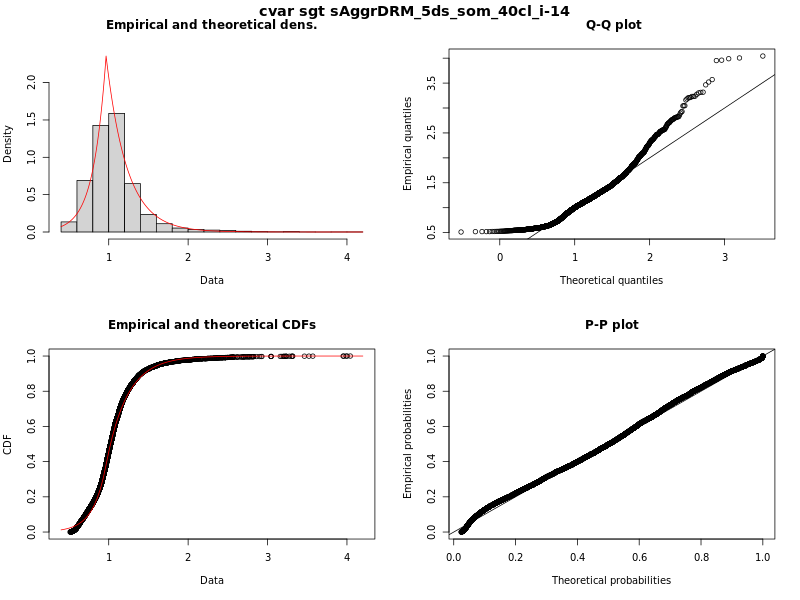 cvar sgt sAggrDRM_5ds_som_40cl_i-14
Empirical and theoretical dens.
Density
0.0 0.5 1.0 1.5 2.0
1 2 3 4
Data
Q-Q plot
Empirical quantiles
0.5 1.5 2.5 3.5
0 1 2 3
Theoretical quantiles
Empirical and theoretical CDFs
CDF
0.0 0.2 0.4 0.6 0.8 1.0
1 2 3 4
Data
P-P plot
Empirical probabilities
0.0 0.2 0.4 0.6 0.8 1.0
0.0 0.2 0.4 0.6 0.8 1.0
Theoretical probabilities